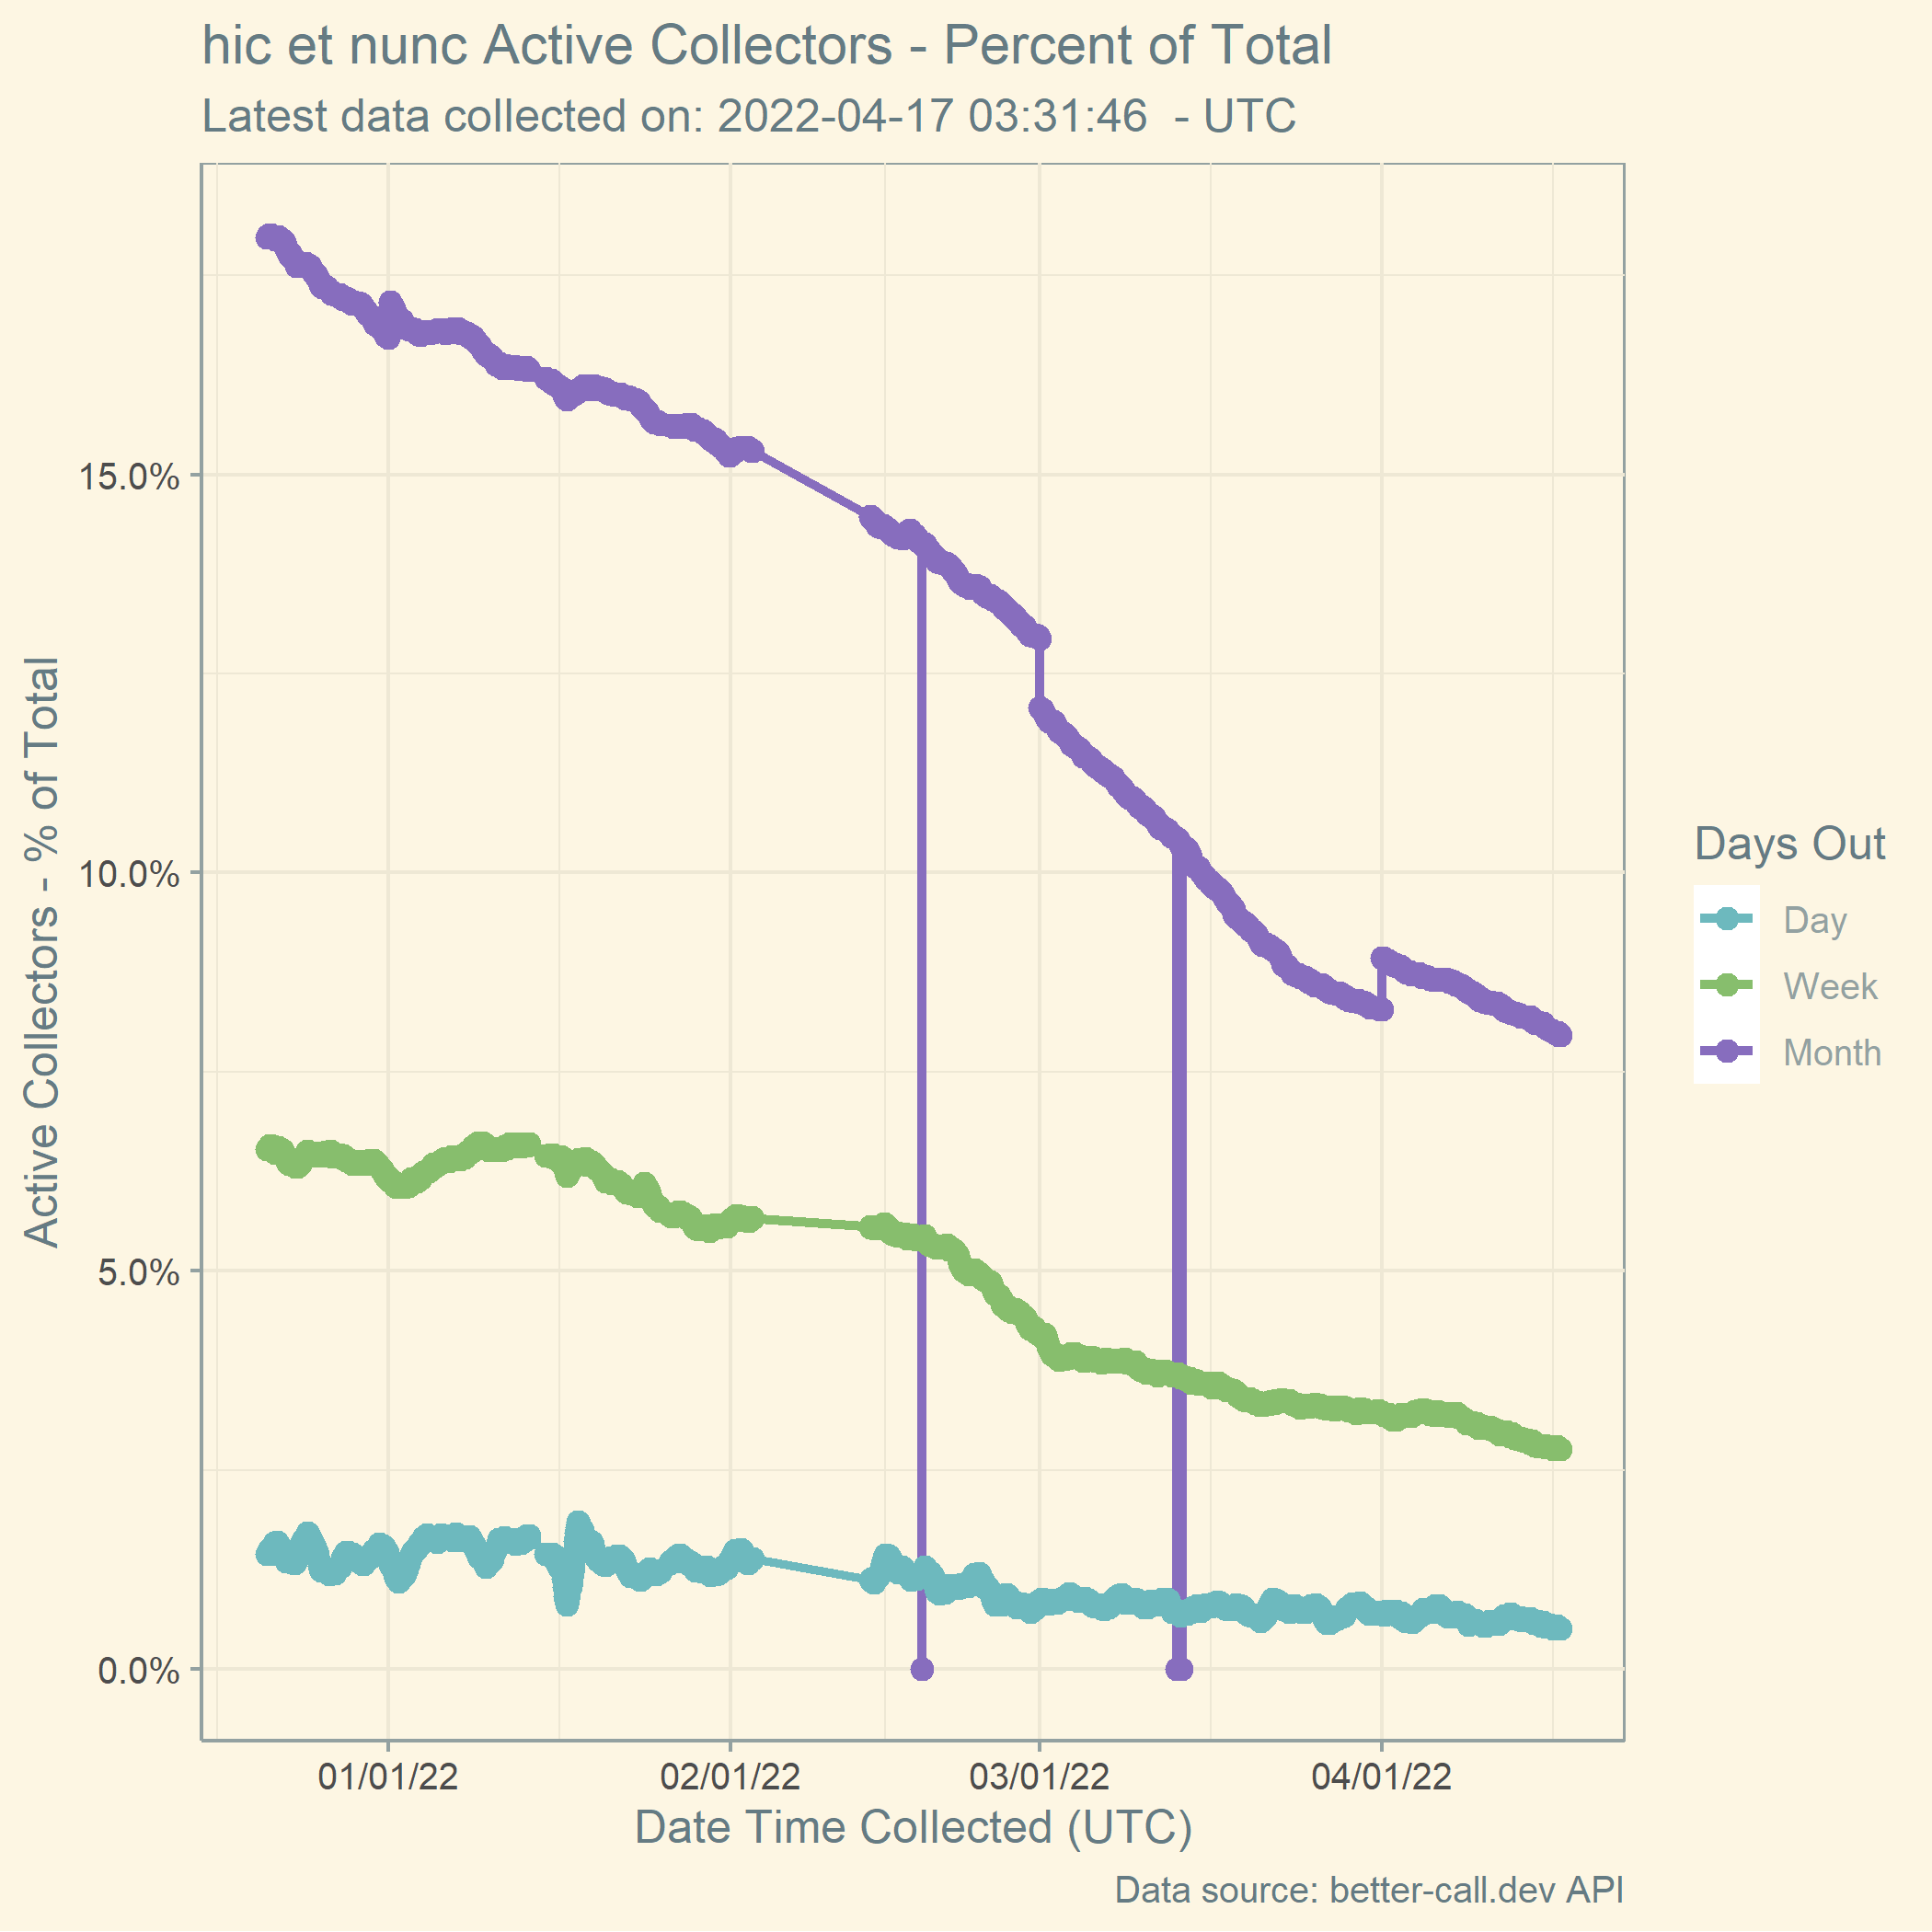 hic et nunc Active Collectors - Percent of Total
Latest data collected on: 2022-04-17 03:31:46  - UTC
Active Collectors - % of Total
15.0%
10.0%
5.0%
0.0%
01/01/22
02/01/22
03/01/22
04/01/22
Date Time Collected (UTC)
Days Out
Day
Week
Month
Data source: better-call.dev API